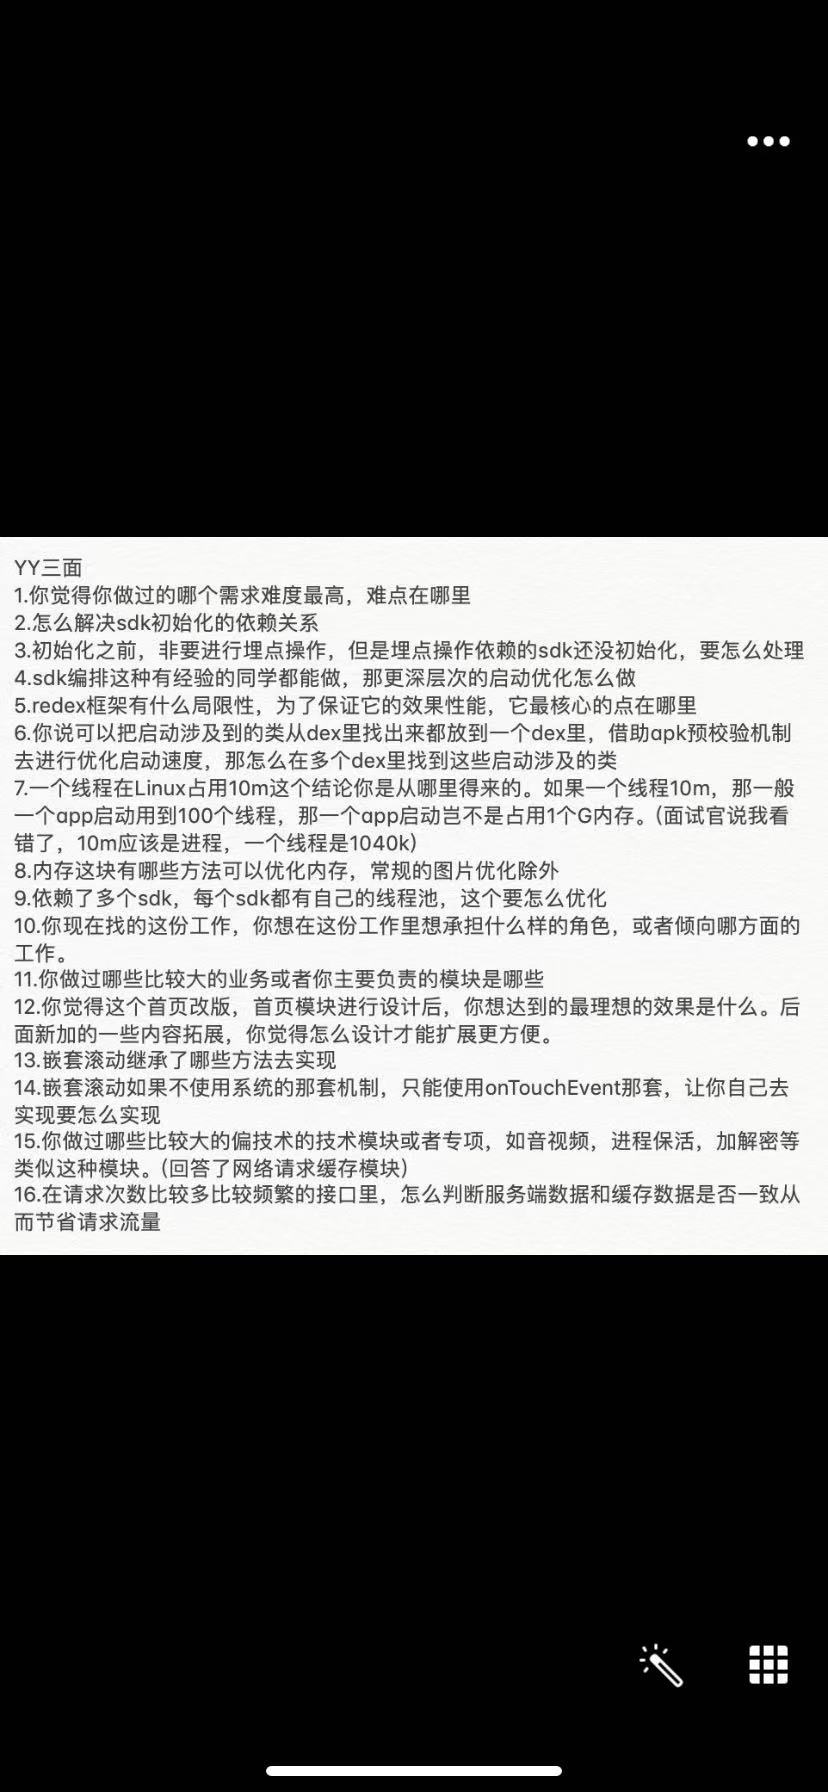 YY三面
1.你觉得你做过的哪个需求难度最高，难点在哪里
2.怎么解决sdk初始化的依赖关系
3.初始化之前，非要进行埋点操作，但是埋点操作依赖的sdk还没初始化，要怎么处理
4.sdk编排这种有经验的同学都能做，那更深层次的启动优化怎么做
5.redex框架有什么局限性，为了保证它的效果性能，它最核心的点在哪里
6.你说可以把启动涉及到的类从dex里找出来都放到一个dex里，借助apk预校验机制
去进行优化启动速度，那怎么在多个dex里找到这些启动涉及的类
7.一个线程在Linux占用10m这个结论你是从哪里得来的。如果一个线程10m，那一般
一个app启动用到100个线程，那一个app启动岂不是占用1个G内存。（面试官说我看
错了，10m应该是进程，一个线程是1040k）
8.内存这块有哪些方法可以优化内存，常规的图片优化除外
9.依赖了多个sdk，每个sdk都有自己的线程池，这个要怎么优化
10.你现在找的这份工作，你想在这份工作里想承担什么样的角色，或者倾向哪方面的
工作。
11.你做过哪些比较大的业务或者你主要负责的模块是哪些
12.你觉得这个首页改版，首页模块进行设计后，你想达到的最理想的效果是什么。后
面新加的一些内容拓展，你觉得怎么设计才能扩展更方便。
13.嵌套滚动继承了哪些方法去实现
14.嵌套滚动如果不使用系统的那套机制，只能使用onTouchEvent那套，让你自己去
实现要怎么实现
15.你做过哪些比较大的偏技术的技术模块或者专项，如音视频，进程保活，加解密等
类似这种模块。（回答了网络请求缓存模块）
16.在请求次数比较多比较频繁的接口里，怎么判断服务端数据和缓存数据是否一致从
而节省请求流量